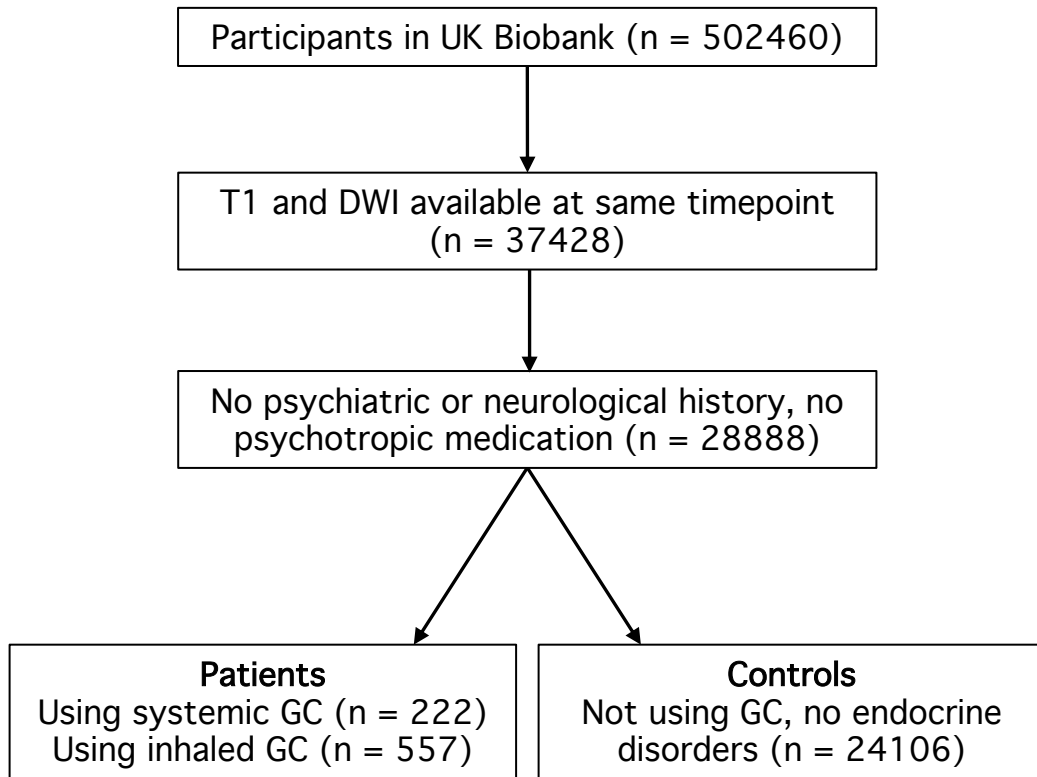 Participants in UK Biobank (n = 502460)
T1 and DWI available at same timepoint
(n = 37428)
No psychiatric or neurological history, no
psychotropic medication (n = 28888)
Patients
Using systemic GC (n = 222)
Using inhaled GC (n = 557)
Controls
Not using GC, no endocrine
disorders (n = 24106)